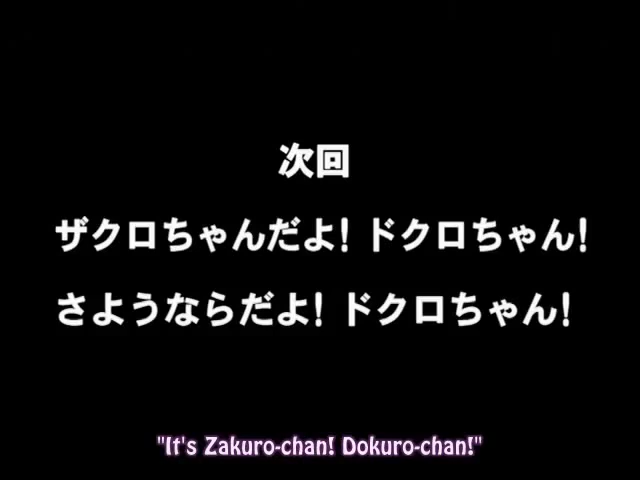 次回
ザクロちゃんだよ! ドクロちゃん!
さようならだよ! ドクロちゃん!
"It's Zakuro-chan! Dokuro-chan!"